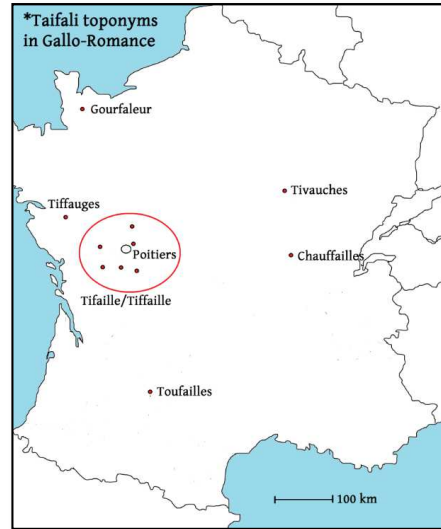 *Taifali toponyms
in Gallo-Romance
Gourfaleur
Tivauches
Tiffauges
Poitiers
Chauffailles
Tifaille/Tiffaille
Toufailles
100 km